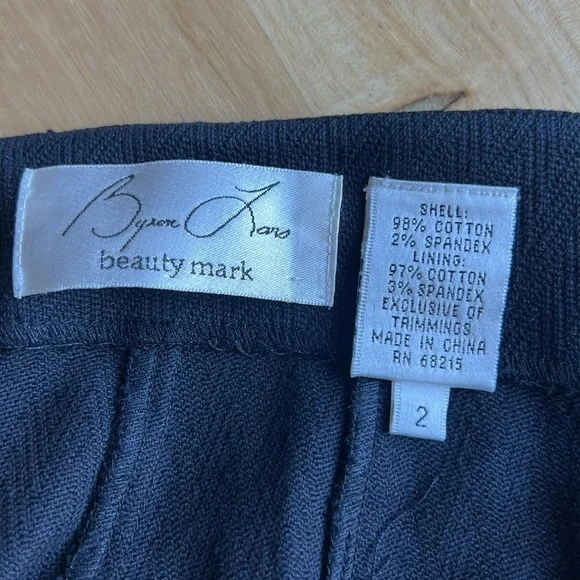 Byron Lars
beauty mark
SHELL:
98% COTTON
2% SPANDEX
LINING:
97% COTTON
3% SPANDEX
EXCLUSIVE OF
TRIMMINGS
MADE IN CHINA
RN 68215
2